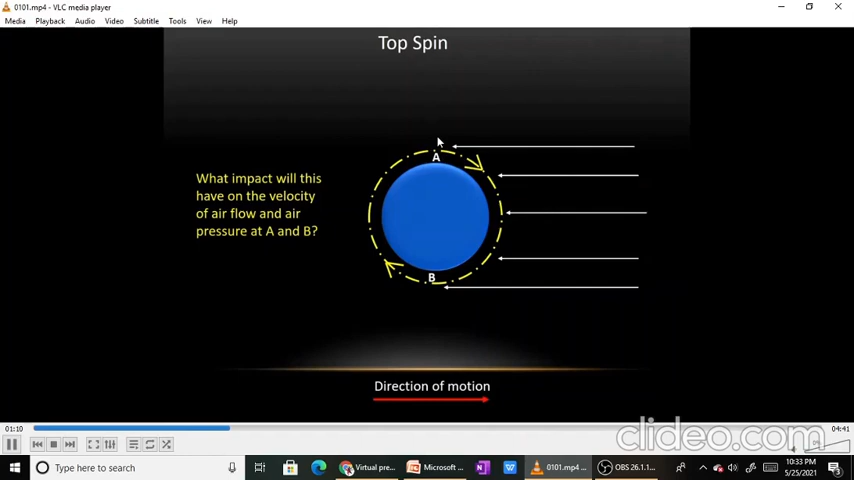 0101.mp4 - VLC media player
Media Playback Audio Video Subtitle Tools View Help
Top Spin
A
What impact will this
have on the velocity
of air flow and air
pressure at A and B?
B
Direction of motion
01:10
04:41
clideo.com
Type here to search
Virtual pre...
Microsoft ...
0101.mp4 ...
OBS 26.1.1...
10:33 PM
5/25/2021